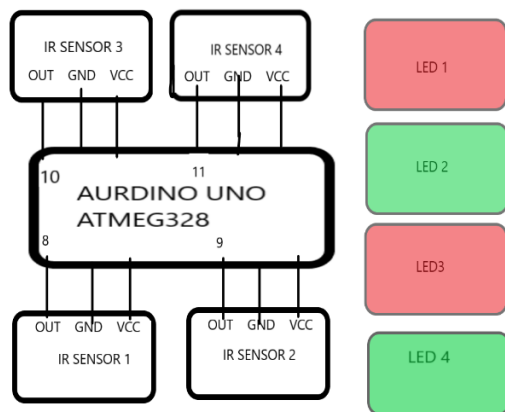 IR SENSOR 3
OUT GND VCC
IR SENSOR 4
OUT GND VCC
10
11
AURDINO UNO
ATMEG328
8
9
OUT GND VCC
IR SENSOR 1
OUT GND VCC
IR SENSOR 2
LED 1
LED 2
LED3
LED 4